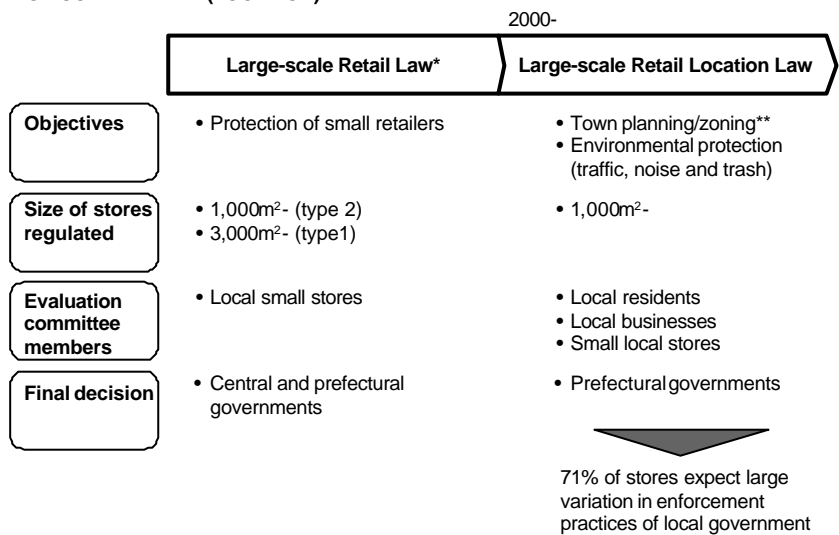 2000-
Large-scale Retail Law*
Large-scale Retail Location Law
Objectives
• Protection of small retailers
• Town planning/zoning**
• Environmental protection
(traffic, noise and trash)
Size of stores
regulated
• 1,000m²- (type 2)
• 3,000m²- (type1)
• 1,000m²-
Evaluation
committee
members
• Local small stores
• Local residents
• Local businesses
• Small local stores
Final decision
• Central and prefectural
governments
• Prefectural governments
71% of stores expect large
variation in enforcement
practices of local government